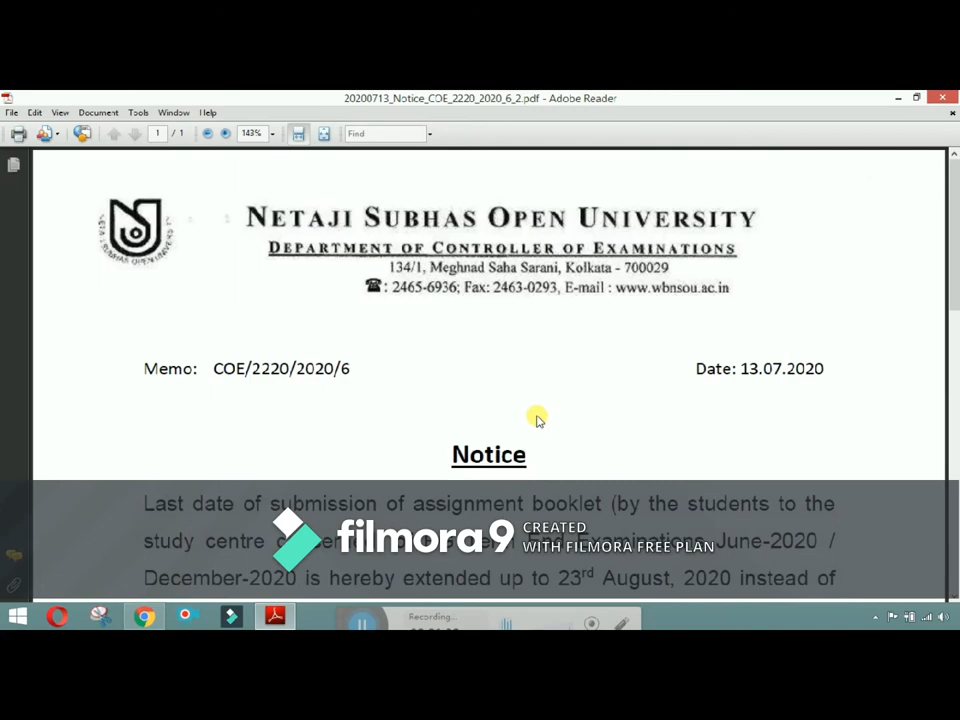 20200713_Notice_COE_2220_2020_6_2.pdf - Adobe Reader
File Edit View Document Tools Window Help
1 / 1 143% Find
NETAJI SUBHAS OPEN UNIVERSITY
DEPARTMENT OF CONTROLLER OF EXAMINATIONS
134/1, Meghnad Saha Sarani, Kolkata - 700029
☎: 2465-6936; Fax: 2463-0293, E-mail : www.wbnsou.ac.in
Memo: COE/2220/2020/6
Date: 13.07.2020
Notice
Last date of submission of assignment booklet (by the students to the
study centre Examinations June-2020 /
December-2020 is hereby extended up to 23rd August, 2020 instead of
filmora9 CREATED
WITH FILMORA FREE PLAN
Recording...